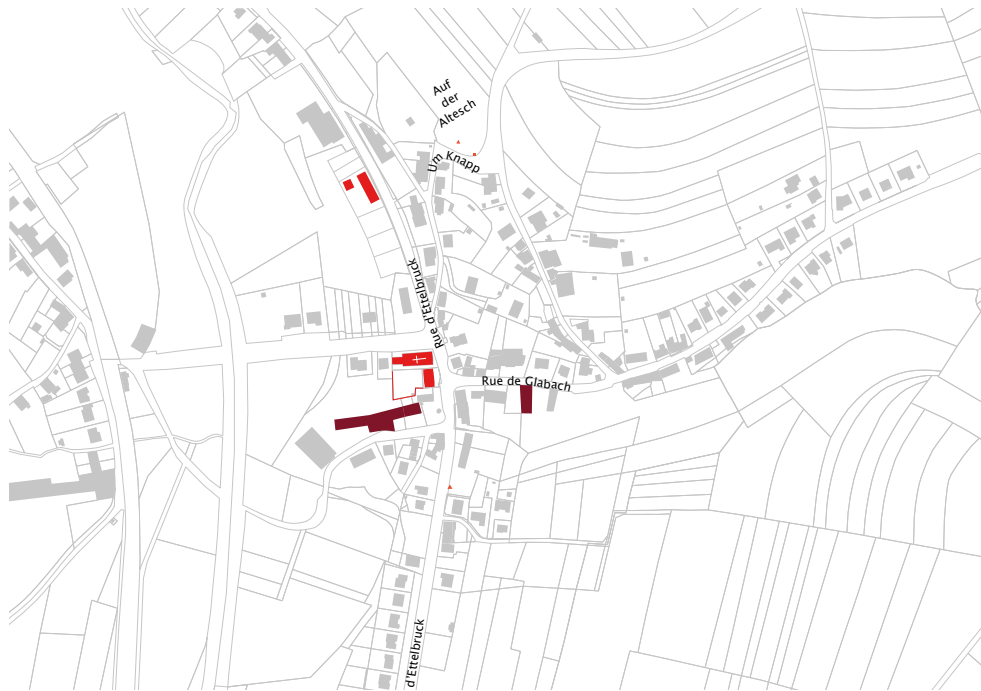 Auf
der
Altesch
Um Knapp
Rue d'Ettelbruck
Rue de Glabach
d'Ettelbruck